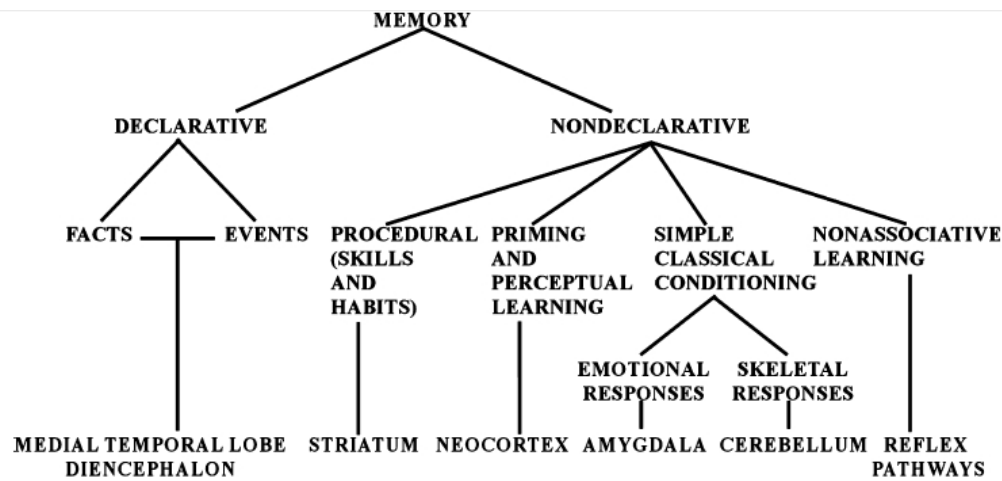 MEMORY
DECLARATIVE
NONDECLARATIVE
FACTS
EVENTS
PROCEDURAL
(SKILLS
AND
HABITS)
PRIMING
AND
PERCEPTUAL
LEARNING
SIMPLE
CLASSICAL
CONDITIONING
NONASSOCIATIVE
LEARNING
EMOTIONAL
RESPONSES
SKELETAL
RESPONSES
MEDIAL TEMPORAL LOBE
DIENCEPHALON
STRIATUM
NEOCORTEX
AMYGDALA
CEREBELLUM
REFLEX
PATHWAYS